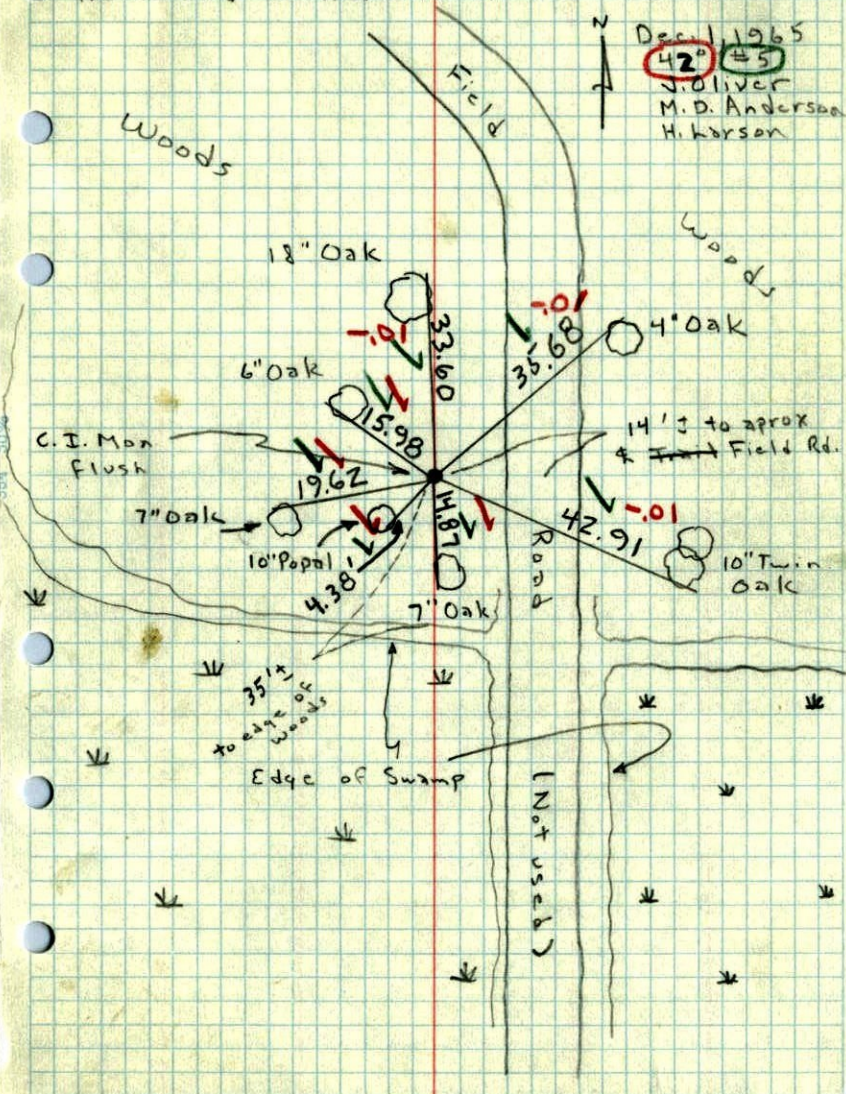 N
Dec. 1, 1965
42° #5
J. Oliver
M. D. Anderson
H. Larson
Field
Woods
Woods
18" Oak
-.01
33.60
-.01
35.68
4" Oak
6" Oak
15.98
C. I. Mon
flush
19.62
14' ± to aprox
℄ Trail Field Rd.
7" Oak
10" Popal
4.38'
14.87
7" Oak
42.91
-.01
10" Twin
Oak
Road
35' +/-
to edge of
woods
Edge of Swamp
(Not used)